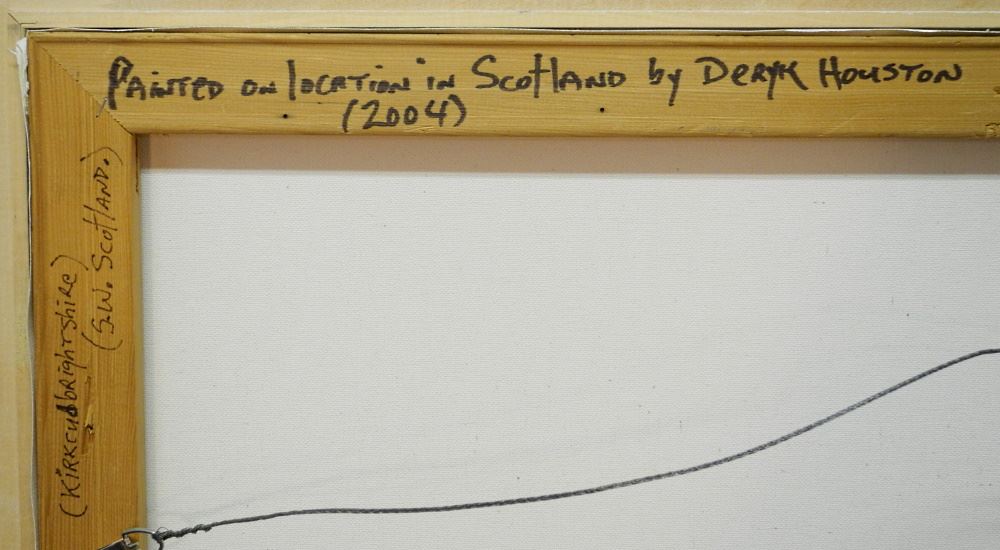 Painted on location in Scotland by Deryk Houston
(2004)
(Kirkcudbrightshire)
(S.W. Scotland.)